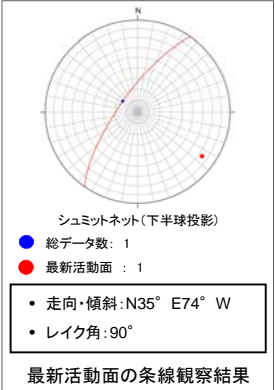 N
シュミットネット(下半球投影)
総データ数: 1
最新活動面 : 1
• 走向・傾斜:N35° E74° W
• レイク角:90°
最新活動面の条線観察結果